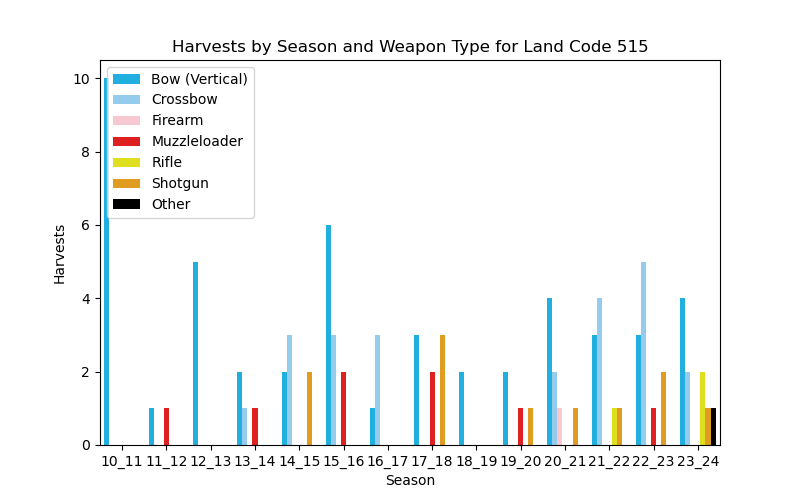 Harvests by Season and Weapon Type for Land Code 515
10
8
6
4
2
0
Harvests
Bow (Vertical)
Crossbow
Firearm
Muzzleloader
Rifle
Shotgun
Other
10_11 11_12 12_13 13_14 14_15 15_16 16_17 17_18 18_19 19_20 20_21 21_22 22_23 23_24
Season